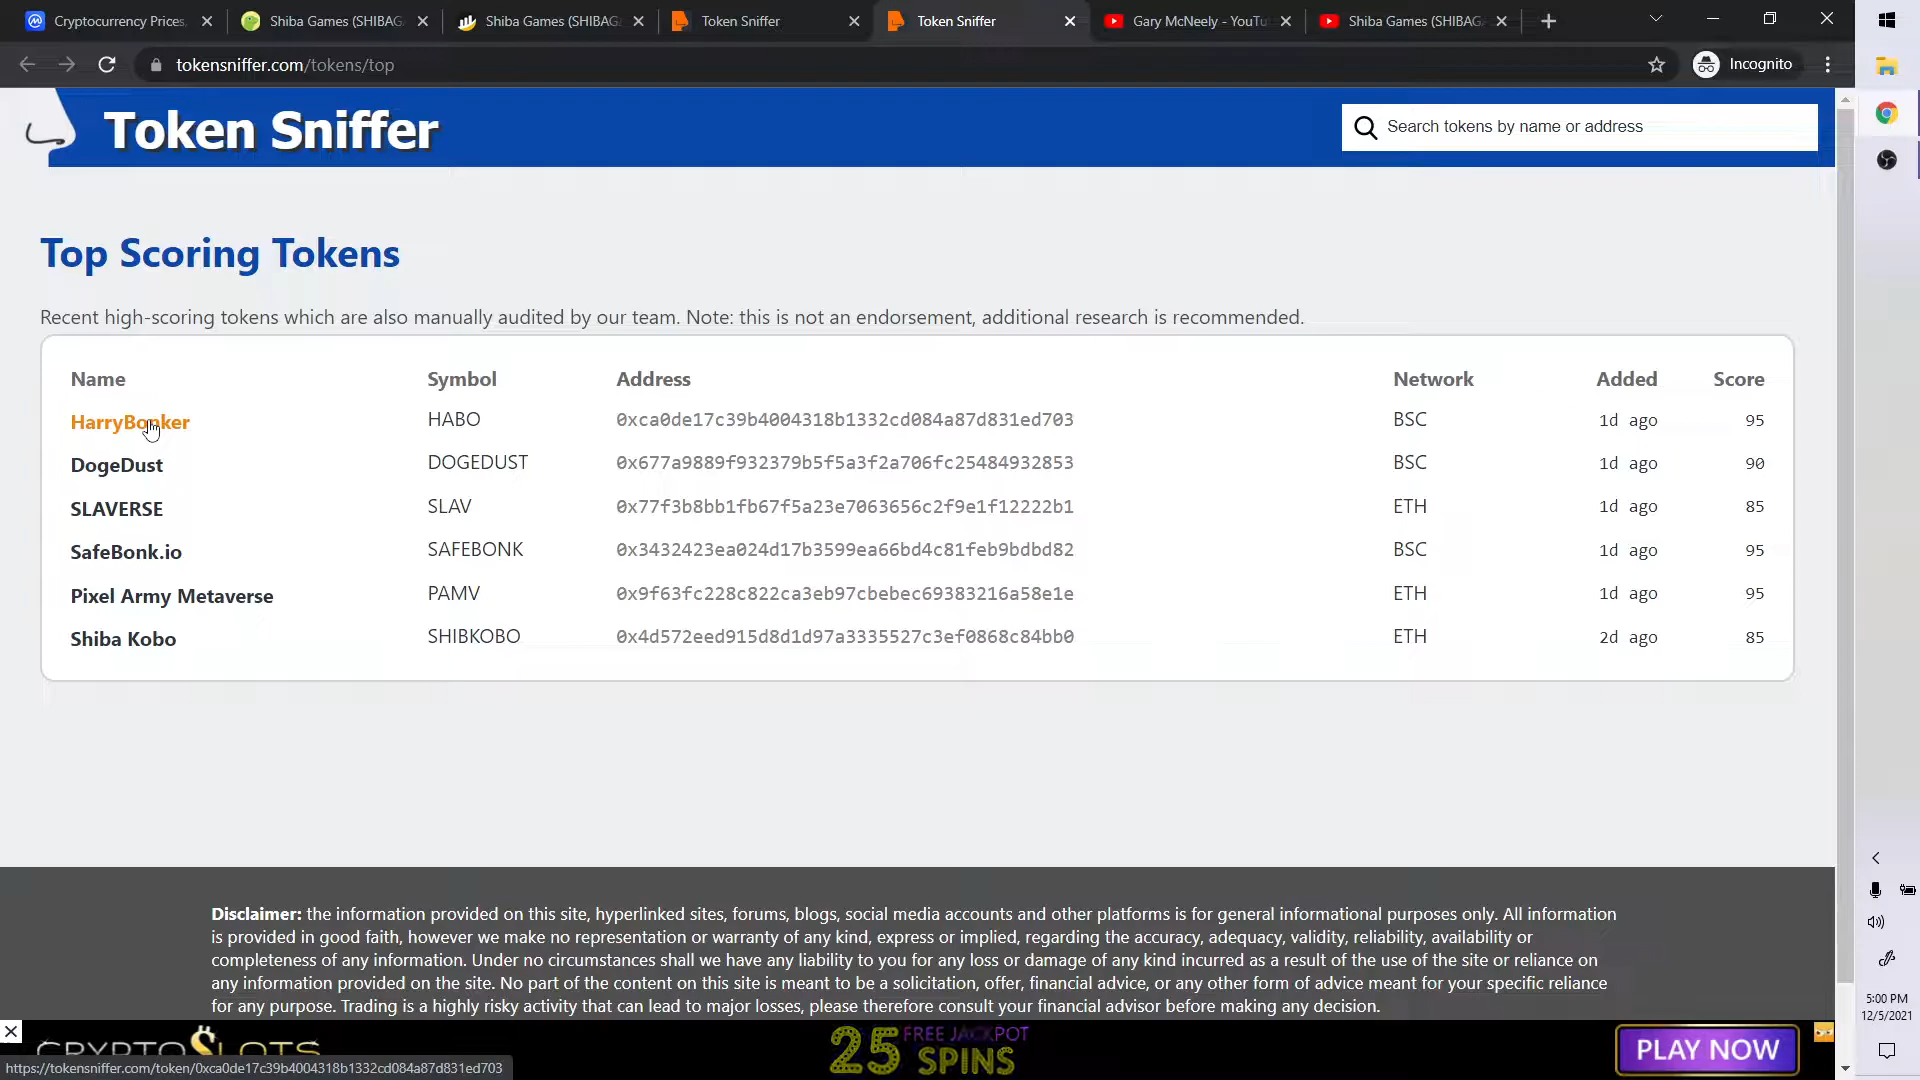 Cryptocurrency Prices,
Shiba Games (SHIBAG
Shiba Games (SHIBAG
Token Sniffer
Token Sniffer
Gary McNeely - YouTu
Shiba Games (SHIBAG
tokensniffer.com/tokens/top
Incognito
Token Sniffer
Search tokens by name or address
Top Scoring Tokens
Recent high-scoring tokens which are also manually audited by our team. Note: this is not an endorsement, additional research is recommended.
Name Symbol Address Network Added Score
HarryBonker HABO 0xca0de17c39b4004318b1332cd084a87d831ed703 BSC 1d ago 95
DogeDust DOGEDUST 0x677a9889f932379b5f5a3f2a706fc25484932853 BSC 1d ago 90
SLAVERSE SLAV 0x77f3b8bb1fb67f5a23e7063656c2f9e1f12222b1 ETH 1d ago 85
SafeBonk.io SAFEBONK 0x3432423ea024d17b3599ea66bd4c81feb9bdbd82 BSC 1d ago 95
Pixel Army Metaverse PAMV 0x9f63fc228c822ca3eb97cbebec69383216a58e1e ETH 1d ago 95
Shiba Kobo SHIBKOBO 0x4d572eed915d8d1d97a3335527c3ef0868c84bb0 ETH 2d ago 85
Disclaimer: the information provided on this site, hyperlinked sites, forums, blogs, social media accounts and other platforms is for general informational purposes only. All information
is provided in good faith, however we make no representation or warranty of any kind, express or implied, regarding the accuracy, adequacy, validity, reliability, availability or
completeness of any information. Under no circumstances shall we have any liability to you for any loss or damage of any kind incurred as a result of the use of the site or reliance on
any information provided on the site. No part of the content on this site is meant to be a solicitation, offer, financial advice, or any other form of advice meant for your specific reliance
for any purpose. Trading is a highly risky activity that can lead to major losses, please therefore consult your financial advisor before making any decision.
CRYPTO SLOTS
25 FREE JACKPOT
SPINS
PLAY NOW
https://tokensniffer.com/token/0xca0de17c39b4004318b1332cd084a87d831ed703
5:00 PM
12/5/2021